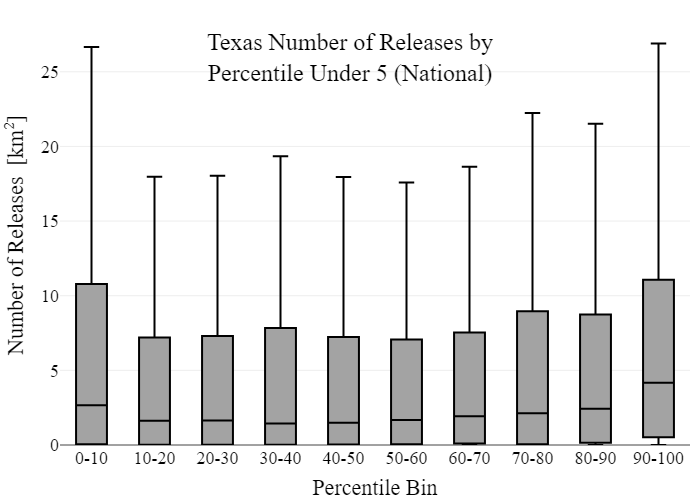 Texas Number of Releases by
Percentile Under 5 (National)
Number of Releases [km²]
25
20
15
10
5
0
0-10 10-20 20-30 30-40 40-50 50-60 60-70 70-80 80-90 90-100
Percentile Bin